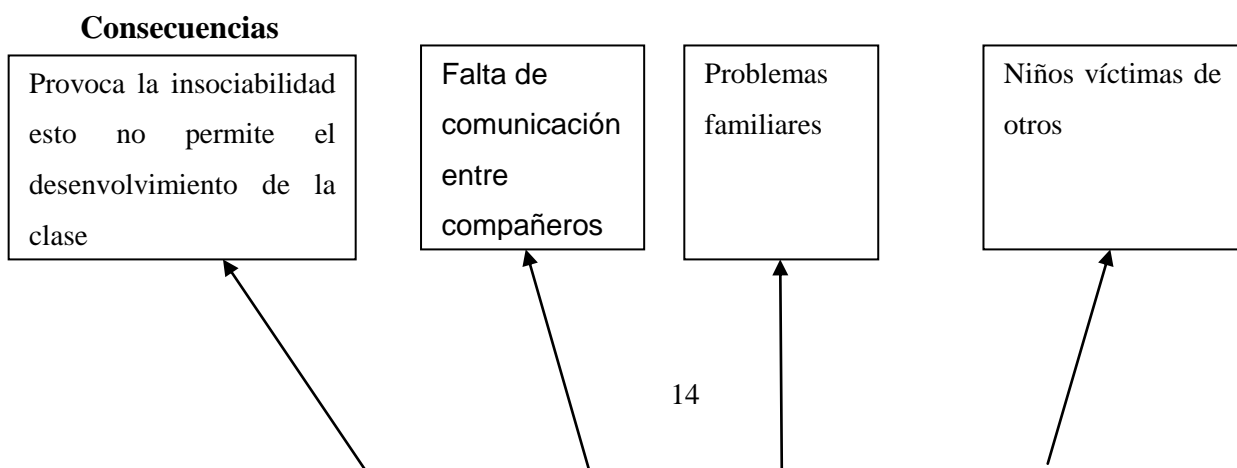 Consecuencias
Provoca la insociabilidad
esto no permite el
desenvolvimiento de la
clase
Falta de
comunicación
entre
compañeros
Problemas
familiares
Niños víctimas de
otros
14